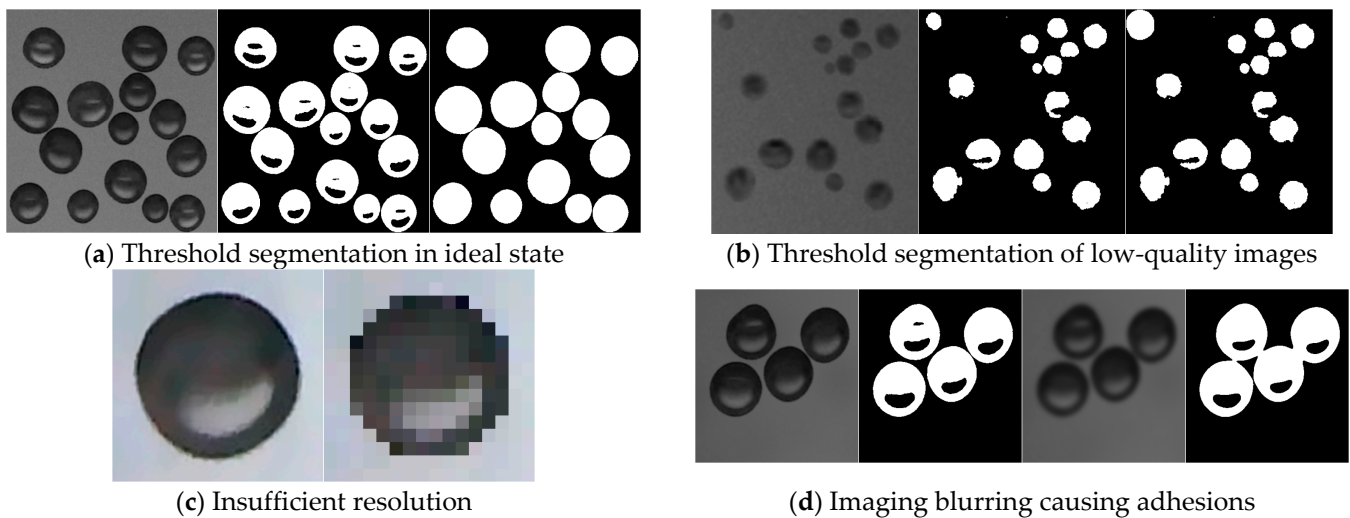 (a) Threshold segmentation in ideal state
(b) Threshold segmentation of low-quality images
(c) Insufficient resolution
(d) Imaging blurring causing adhesions